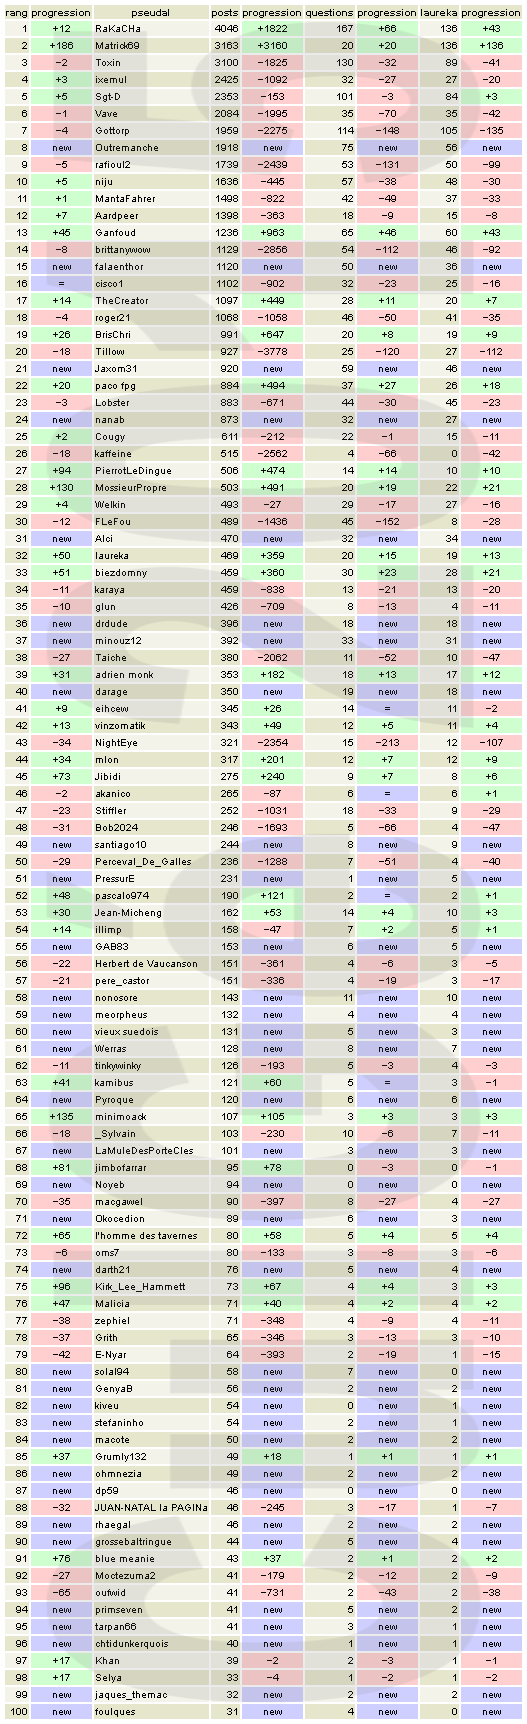 rang progression pseudal posts progression questions progression laureka progression
1 +12 RaKaCHa 4046 +1822 167 +66 136 +43
2 +186 Matrick69 3163 +3160 20 +20 136 +136
3 −2 Toxin 3100 −1825 130 −32 89 −41
4 +3 ixemul 2425 −1092 32 −27 27 −20
5 +5 Sgt-D 2353 −153 101 −3 84 +3
6 −1 Vave 2084 −1995 35 −70 35 −42
7 −4 Gottorp 1959 −2275 114 −148 105 −135
8 new Outremanche 1918 new 75 new 56 new
9 −5 rafioul2 1739 −2439 53 −131 50 −99
10 +5 niju 1636 −445 57 −38 48 −30
11 +1 MantaFahrer 1498 −822 42 −49 37 −33
12 +7 Aardpeer 1398 −363 18 −9 15 −8
13 +45 Ganfoud 1236 +963 65 +46 60 +43
14 −8 brittanywow 1129 −2856 54 −112 46 −92
15 new falaenthor 1120 new 50 new 36 new
16 = cisco1 1102 −902 32 −23 25 −16
17 +14 TheCreator 1097 +449 28 +11 20 +7
18 −4 roger21 1068 −1058 46 −50 41 −35
19 +26 BrisChri 991 +647 20 +8 19 +9
20 −18 Tillow 927 −3778 25 −120 27 −112
21 new Jaxom31 920 new 59 new 46 new
22 +20 paco fpg 884 +494 37 +27 26 +18
23 −3 Lobster 883 −671 44 −30 45 −23
24 new nanab 873 new 32 new 27 new
25 +2 Cougy 611 −212 22 −1 15 −11
26 −18 kaffeine 515 −2562 4 −66 0 −42
27 +94 PierrotLeDingue 506 +474 14 +14 10 +10
28 +130 MossieurPropre 503 +491 20 +19 22 +21
29 +4 Welkin 493 −27 29 −17 27 −16
30 −12 FLeFou 489 −1436 45 −152 8 −28
31 new Alci 470 new 32 new 34 new
32 +50 laureka 469 +359 20 +15 19 +13
33 +51 biezdomny 459 +360 30 +23 28 +21
34 −11 karaya 459 −838 13 −21 13 −20
35 −10 glun 426 −709 8 −13 4 −11
36 new drdude 396 new 18 new 18 new
37 new minouz12 392 new 33 new 31 new
38 −27 Taiche 380 −2062 11 −52 10 −47
39 +31 adrien monk 353 +182 18 +13 17 +12
40 new darage 350 new 19 new 18 new
41 +9 eihcew 345 +26 14 = 11 −2
42 +13 vinzomatik 343 +49 12 +5 11 +4
43 −34 NightEye 321 −2354 15 −213 12 −107
44 +34 mlon 317 +201 12 +7 12 +9
45 +73 Jibidi 275 +240 9 +7 8 +6
46 −2 akanico 265 −87 6 = 6 +1
47 −23 Stiffler 252 −1031 18 −33 9 −29
48 −31 Bob2024 246 −1693 5 −66 4 −47
49 new santiago10 244 new 8 new 9 new
50 −29 Perceval_De_Galles 236 −1288 7 −51 4 −40
51 new PressurE 231 new 1 new 5 new
52 +48 pascalo974 190 +121 2 = 2 +1
53 +30 Jean-Micheng 162 +53 14 +4 10 +3
54 +14 illimp 158 −47 7 +2 5 +1
55 new GAB83 153 new 6 new 5 new
56 −22 Herbert de Vaucanson 151 −361 4 −6 3 −5
57 −21 pere_castor 151 −336 4 −19 3 −17
58 new nonosore 143 new 11 new 10 new
59 new meorpheus 132 new 4 new 4 new
60 new vieux suedois 131 new 5 new 3 new
61 new Werras 128 new 8 new 7 new
62 −11 tinkywinky 126 −193 5 −3 4 −3
63 +41 kamibus 121 +60 5 = 3 −1
64 new Pyroque 120 new 6 new 6 new
65 +135 minimoack 107 +105 3 +3 3 +3
66 −18 _Sylvain 103 −230 10 −6 7 −11
67 new LaMuleDesPorteCles 101 new 3 new 3 new
68 +81 jimbofarrar 95 +78 0 −3 0 −1
69 new Noyeb 94 new 0 new 0 new
70 −35 macgawel 90 −397 8 −27 4 −27
71 new Okocedion 89 new 6 new 3 new
72 +65 l'homme des tavernes 80 +58 5 +4 5 +4
73 −6 oms7 80 −133 3 −8 3 −6
74 new darth21 76 new 5 new 4 new
75 +96 Kirk_Lee_Hammett 73 +67 4 +4 3 +3
76 +47 Malicia 71 +40 4 +2 4 +2
77 −38 zephiel 71 −348 4 −9 4 −11
78 −37 Grith 65 −346 3 −13 3 −10
79 −42 E-Nyar 64 −393 2 −19 1 −15
80 new solal94 58 new 7 new 0 new
81 new GenyaB 56 new 2 new 2 new
82 new kiveu 54 new 0 new 1 new
83 new stefaninho 54 new 2 new 1 new
84 new macote 50 new 2 new 2 new
85 +37 Grumly132 49 +18 1 +1 1 +1
86 new ohmnezia 49 new 2 new 2 new
87 new dp59 46 new 0 new 0 new
88 −32 JUAN-NATAL la PAGINa 46 −245 3 −17 1 −7
89 new rhaegal 46 new 2 new 2 new
90 new grossebaltringue 44 new 5 new 4 new
91 +76 blue meanie 43 +37 2 +1 2 +2
92 −27 Moctezuma2 41 −179 2 −12 2 −9
93 −65 oufwid 41 −731 2 −43 2 −38
94 new primseven 41 new 5 new 2 new
95 new tarpan66 41 new 3 new 1 new
96 new chtidunkerquois 40 new 1 new 1 new
97 +17 Khan 39 −2 2 −3 1 −1
98 +17 Selya 33 −4 1 −2 1 −2
99 new jaques_themac 32 new 2 new 2 new
100 new foulques 31 new 4 new 0 new